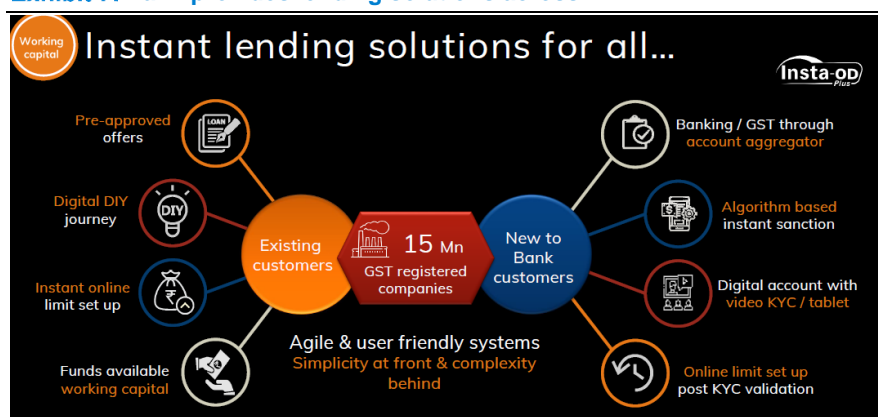 Working
capital
Instant lending solutions for all...
Insta-OD
Plus
Pre-approved
offers
LOAN
Digital DIY
journey
DIY
Instant online
limit set up
Funds available
working capital
Existing
customers
15 Mn
GST registered
companies
New to
Bank
customers
Agile & user friendly systems
Simplicity at front & complexity
behind
Banking / GST through
account aggregator
Algorithm based
instant sanction
Digital account with
video KYC / tablet
Online limit set up
post KYC validation